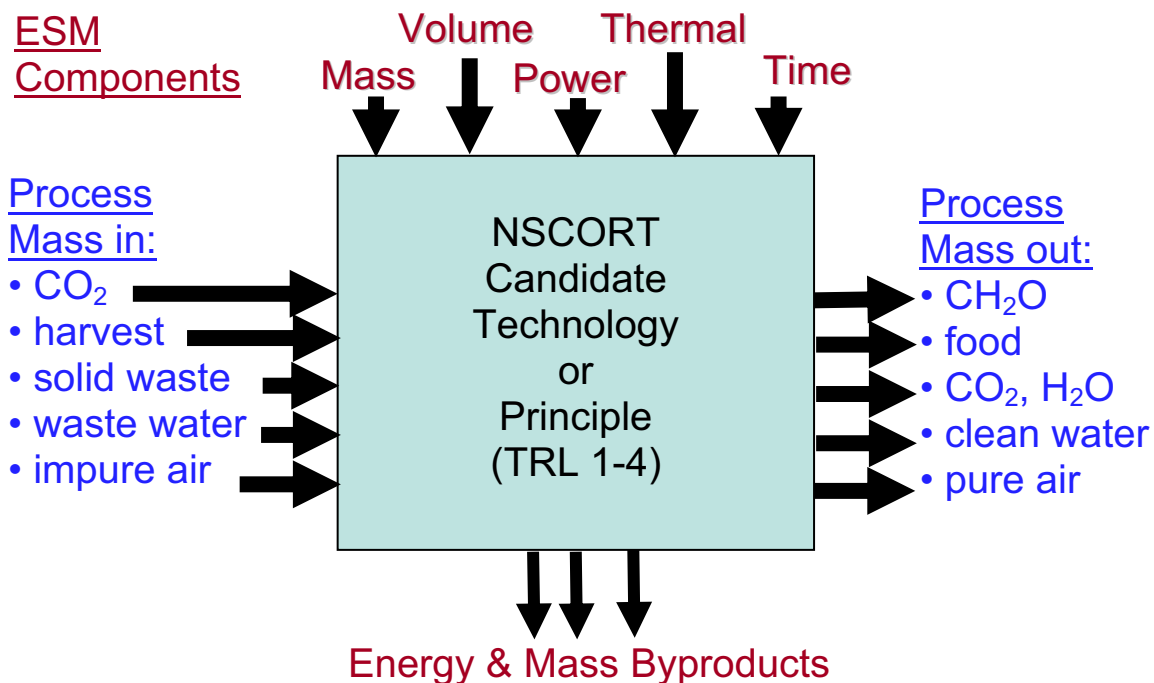 ESM
Components
Volume
Thermal
Mass
Power
Time
Process
Mass in:
• CO₂
• harvest
• solid waste
• waste water
• impure air
NSCORT
Candidate
Technology
or
Principle
(TRL 1-4)
Process
Mass out:
• CH₂O
• food
• CO₂, H₂O
• clean water
• pure air
Energy & Mass Byproducts